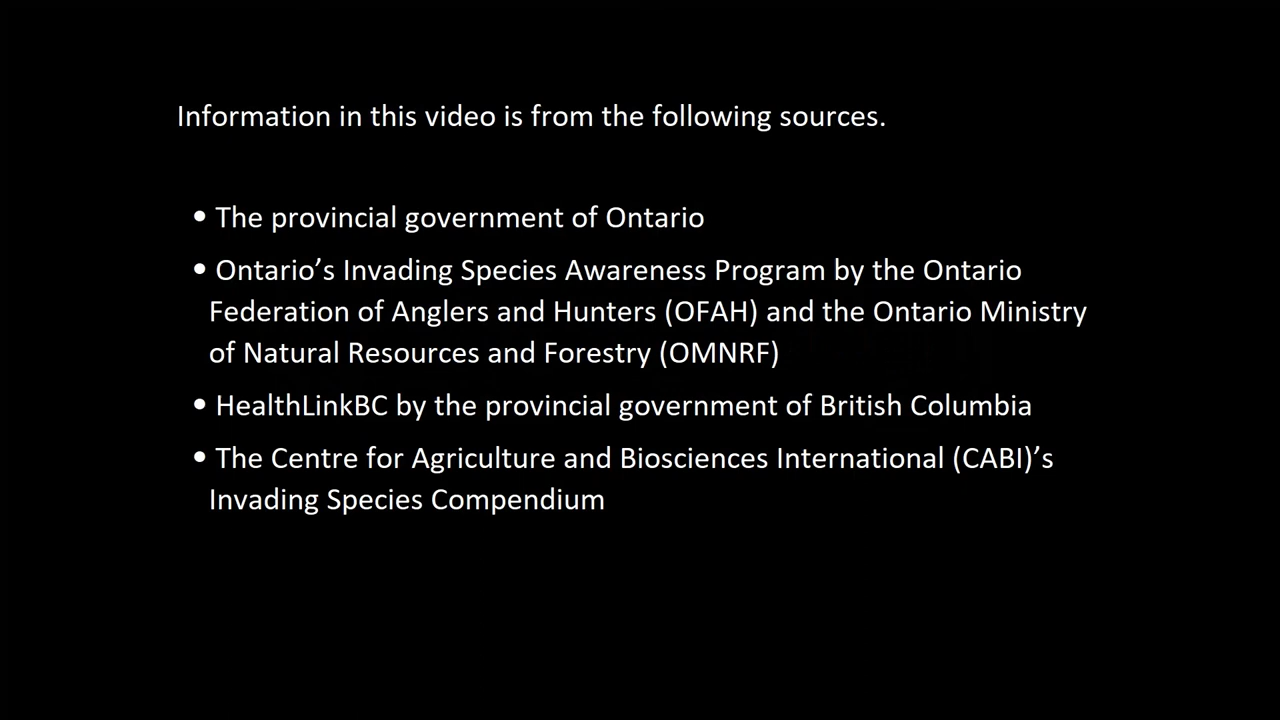 Information in this video is from the following sources.
• The provincial government of Ontario
• Ontario’s Invading Species Awareness Program by the Ontario
Federation of Anglers and Hunters (OFAH) and the Ontario Ministry
of Natural Resources and Forestry (OMNRF)
• HealthLinkBC by the provincial government of British Columbia
• The Centre for Agriculture and Biosciences International (CABI)’s
Invading Species Compendium